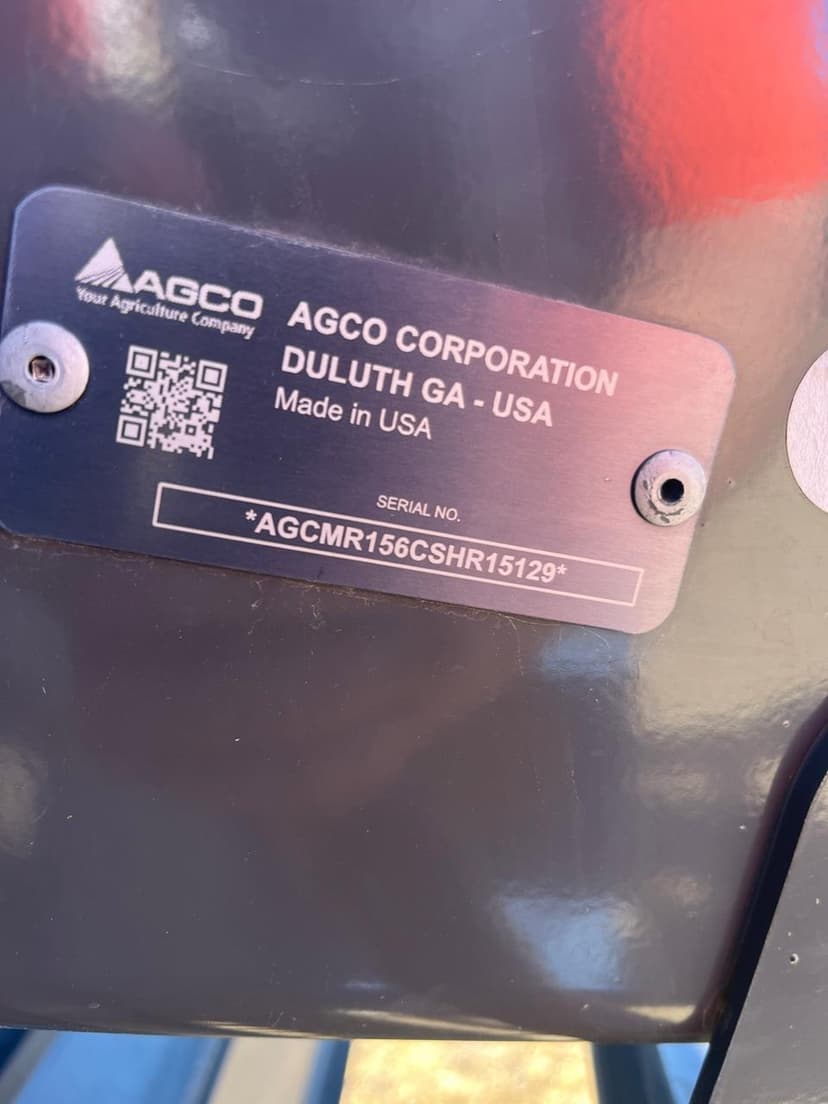 AGCO
Your Agriculture Company
AGCO CORPORATION
DULUTH GA - USA
Made in USA
SERIAL NO.
*AGCMR156CSHR15129*